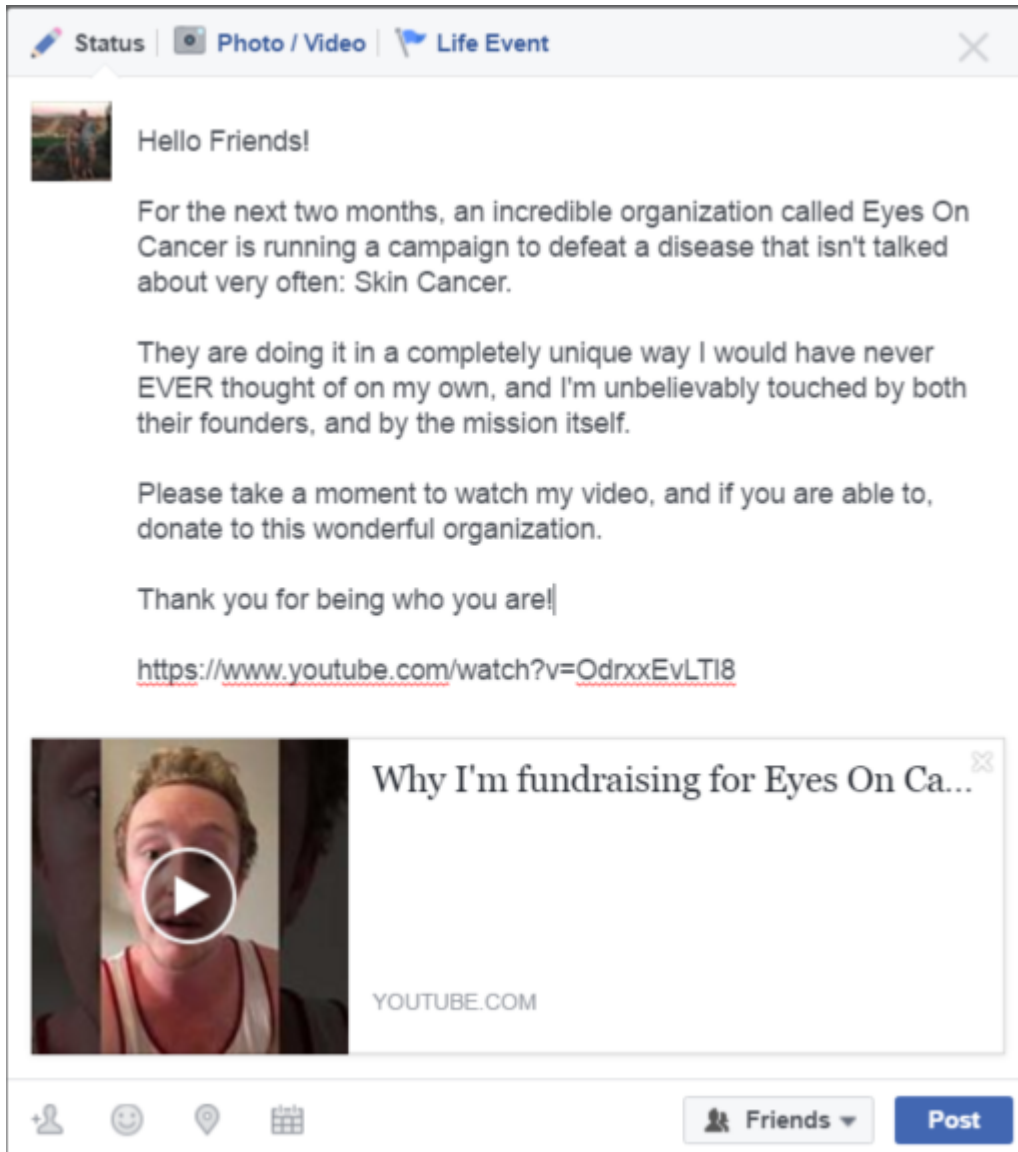 Status
Photo / Video
Life Event
Hello Friends!
For the next two months, an incredible organization called Eyes On
Cancer is running a campaign to defeat a disease that isn't talked
about very often: Skin Cancer.
They are doing it in a completely unique way I would have never
EVER thought of on my own, and I'm unbelievably touched by both
their founders, and by the mission itself.
Please take a moment to watch my video, and if you are able to,
donate to this wonderful organization.
Thank you for being who you are!
https://www.youtube.com/watch?v=OdrxxEvLTI8
Why I'm fundraising for Eyes On Ca...
YOUTUBE.COM
Friends
Post